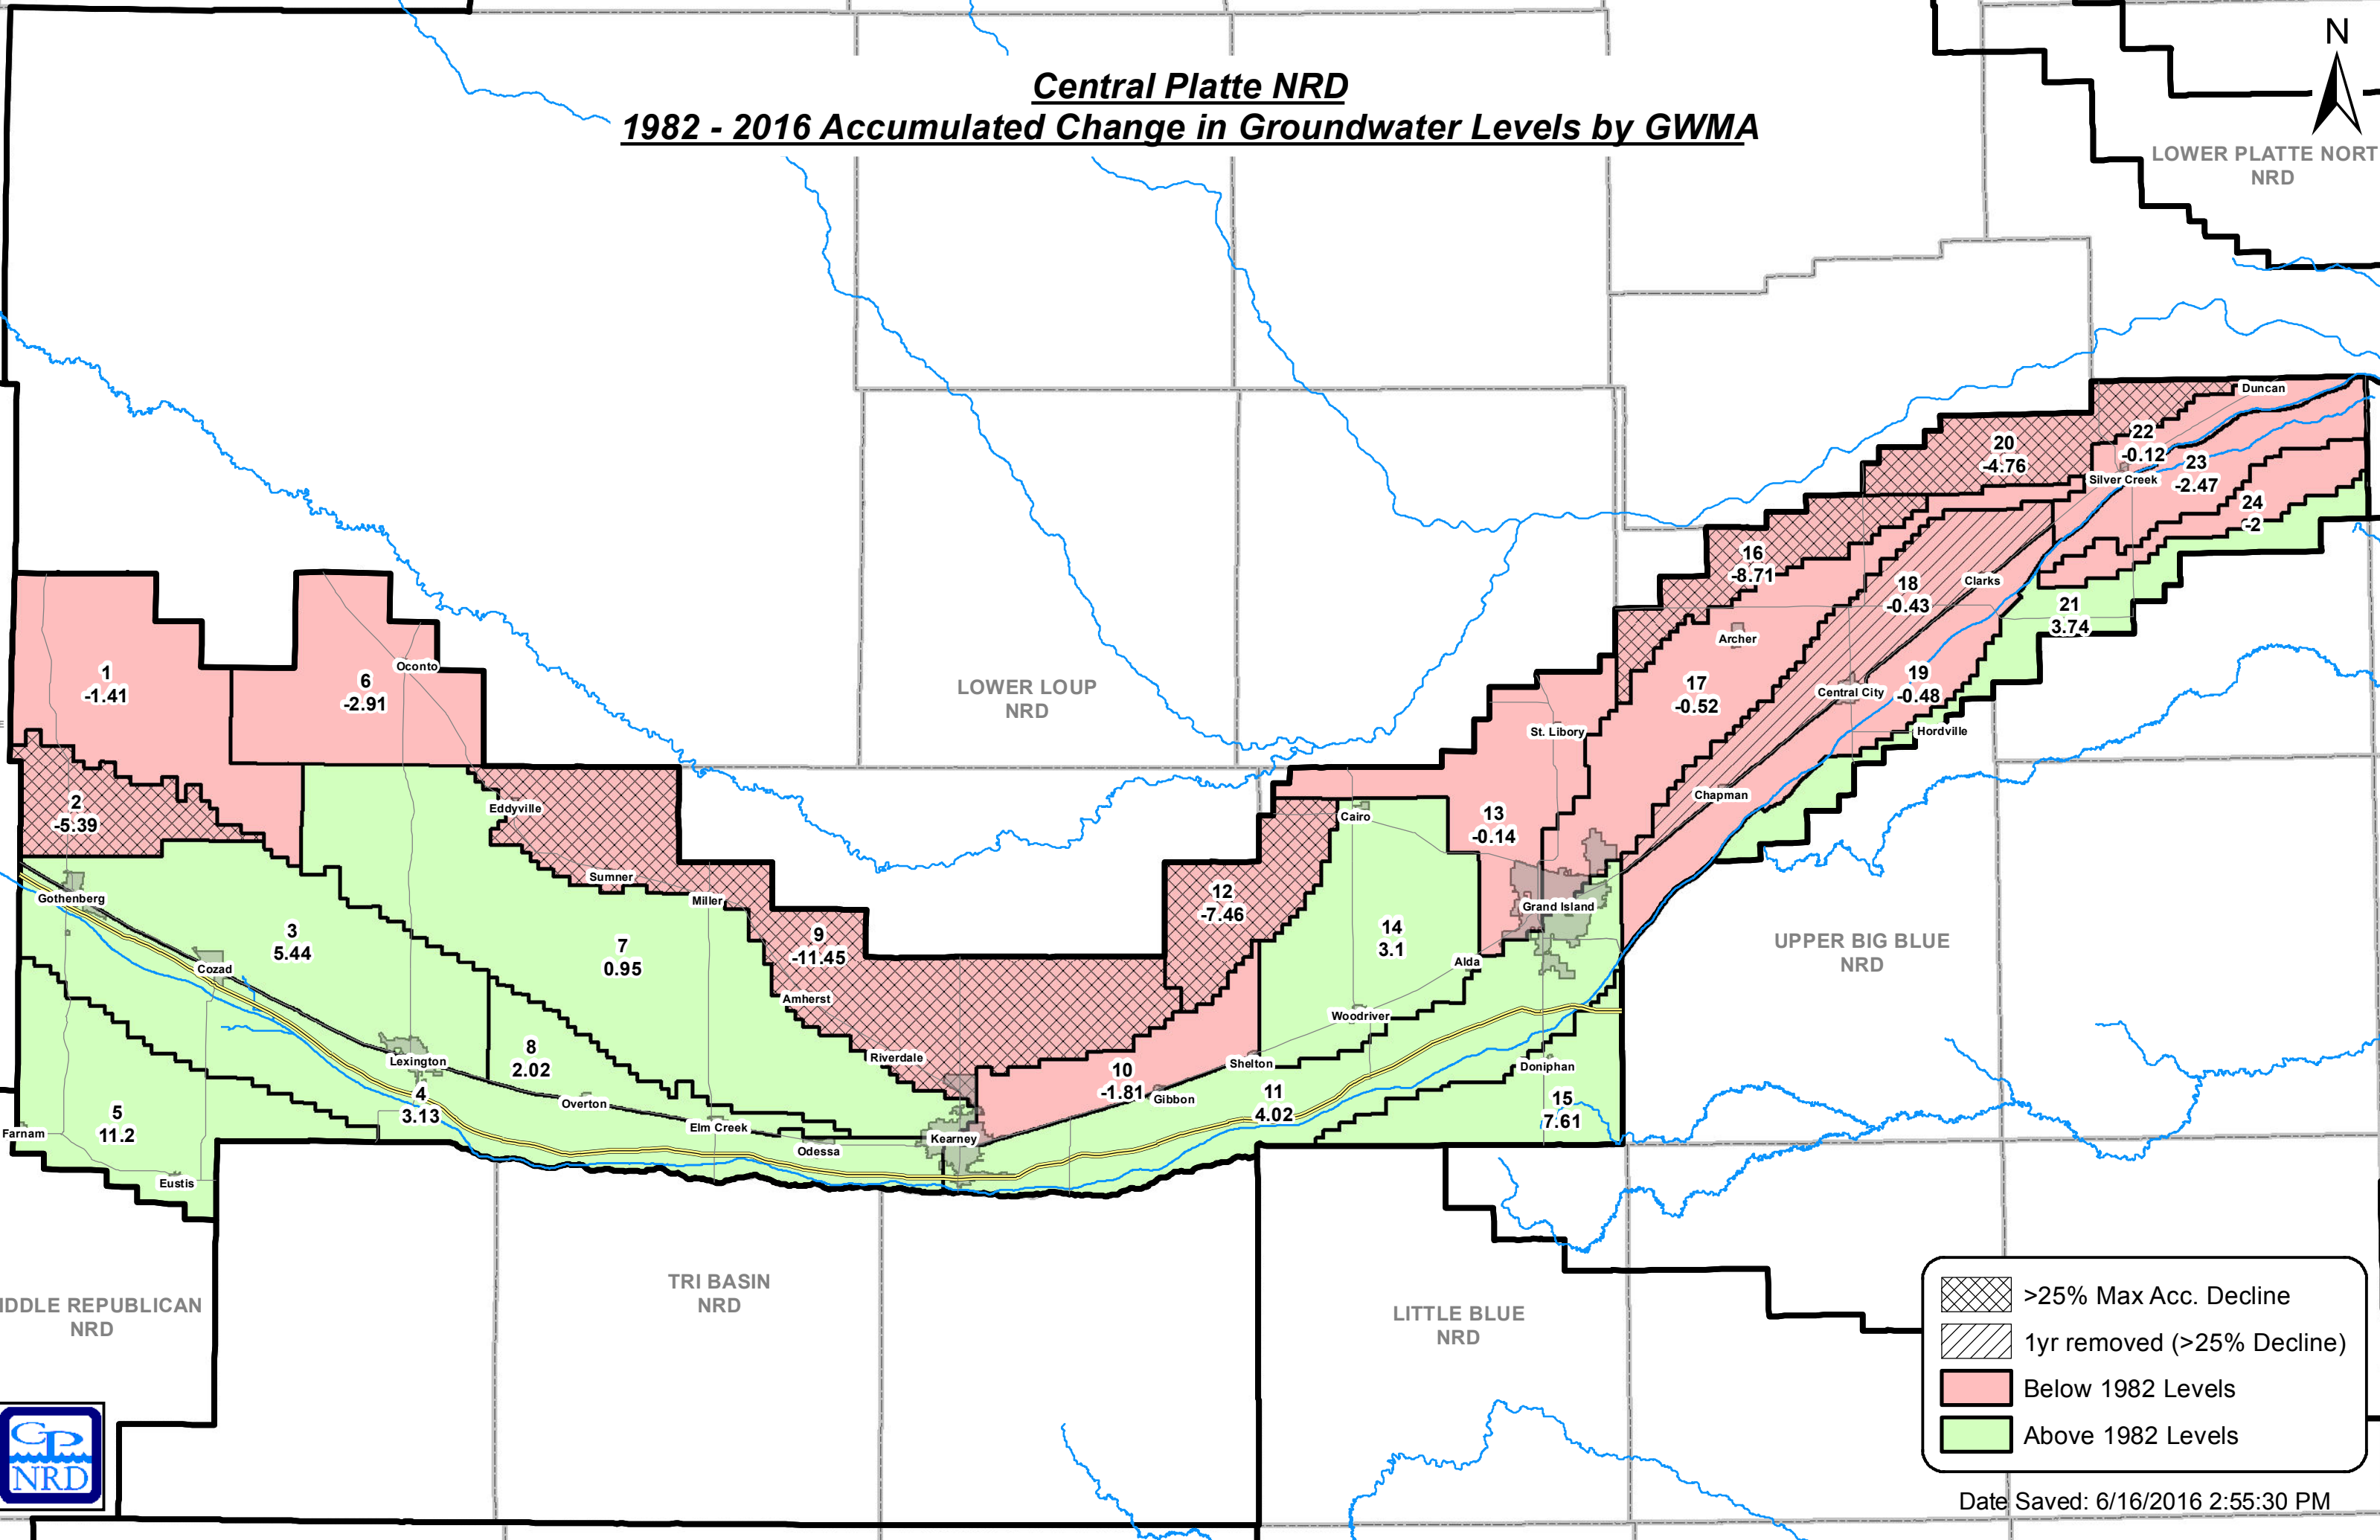 Central Platte NRD
1982 - 2016 Accumulated Change in Groundwater Levels by GWMA
N
LOWER PLATTE NORT
NRD
Duncan
22
-0.12
20
-4.76
23
-2.47
Silver Creek
24
-2
16
-8.71
18
-0.43
Clarks
21
3.74
Archer
17
-0.52
19
-0.48
Central City
Hordville
St. Libory
Chapman
1
-1.41
6
-2.91
Oconto
LOWER LOUP
NRD
2
-5.39
Eddyville
Cairo
13
-0.14
Sumner
Miller
12
-7.46
Gothenberg
Grand Island
3
5.44
7
0.95
9
-11.45
14
3.1
UPPER BIG BLUE
NRD
Cozad
Alda
Amherst
Woodriver
8
2.02
Lexington
Riverdale
Shelton
Doniphan
4
3.13
10
-1.81
Gibbon
11
4.02
15
7.61
Overton
5
11.2
Elm Creek
Farnam
Kearney
Odessa
Eustis
TRI BASIN
NRD
IDDLE REPUBLICAN
NRD
LITTLE BLUE
NRD
>25% Max Acc. Decline
1yr removed (>25% Decline)
Below 1982 Levels
Above 1982 Levels
CP
NRD
Date Saved: 6/16/2016 2:55:30 PM